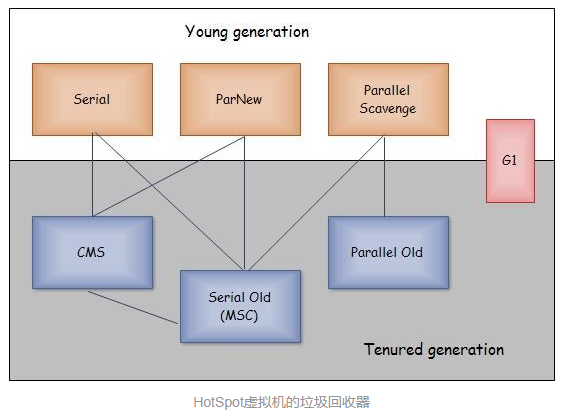 Young generation
Serial
ParNew
Parallel
Scavenge
G1
CMS
Serial Old
(MSC)
Parallel Old
Tenured generation
HotSpot虚拟机的垃圾回收器